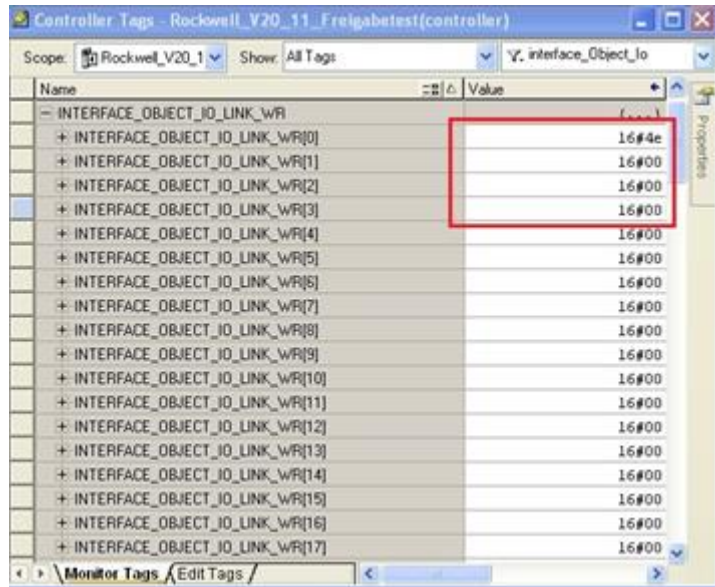 Controller Tags - Rockwell_V20_11_Freigabetest(controller)
Scope: Rockwell_V20_1 Show: All Tags interface_Object_Io
Name Value
INTERFACE_OBJECT_IO_LINK_WR {...}
+ INTERFACE_OBJECT_IO_LINK_WR[0] 16#4e
+ INTERFACE_OBJECT_IO_LINK_WR[1] 16#00
+ INTERFACE_OBJECT_IO_LINK_WR[2] 16#00
+ INTERFACE_OBJECT_IO_LINK_WR[3] 16#00
+ INTERFACE_OBJECT_IO_LINK_WR[4] 16#00
+ INTERFACE_OBJECT_IO_LINK_WR[5] 16#00
+ INTERFACE_OBJECT_IO_LINK_WR[6] 16#00
+ INTERFACE_OBJECT_IO_LINK_WR[7] 16#00
+ INTERFACE_OBJECT_IO_LINK_WR[8] 16#00
+ INTERFACE_OBJECT_IO_LINK_WR[9] 16#00
+ INTERFACE_OBJECT_IO_LINK_WR[10] 16#00
+ INTERFACE_OBJECT_IO_LINK_WR[11] 16#00
+ INTERFACE_OBJECT_IO_LINK_WR[12] 16#00
+ INTERFACE_OBJECT_IO_LINK_WR[13] 16#00
+ INTERFACE_OBJECT_IO_LINK_WR[14] 16#00
+ INTERFACE_OBJECT_IO_LINK_WR[15] 16#00
+ INTERFACE_OBJECT_IO_LINK_WR[16] 16#00
+ INTERFACE_OBJECT_IO_LINK_WR[17] 16#00
Monitor Tags Edit Tags
Properties